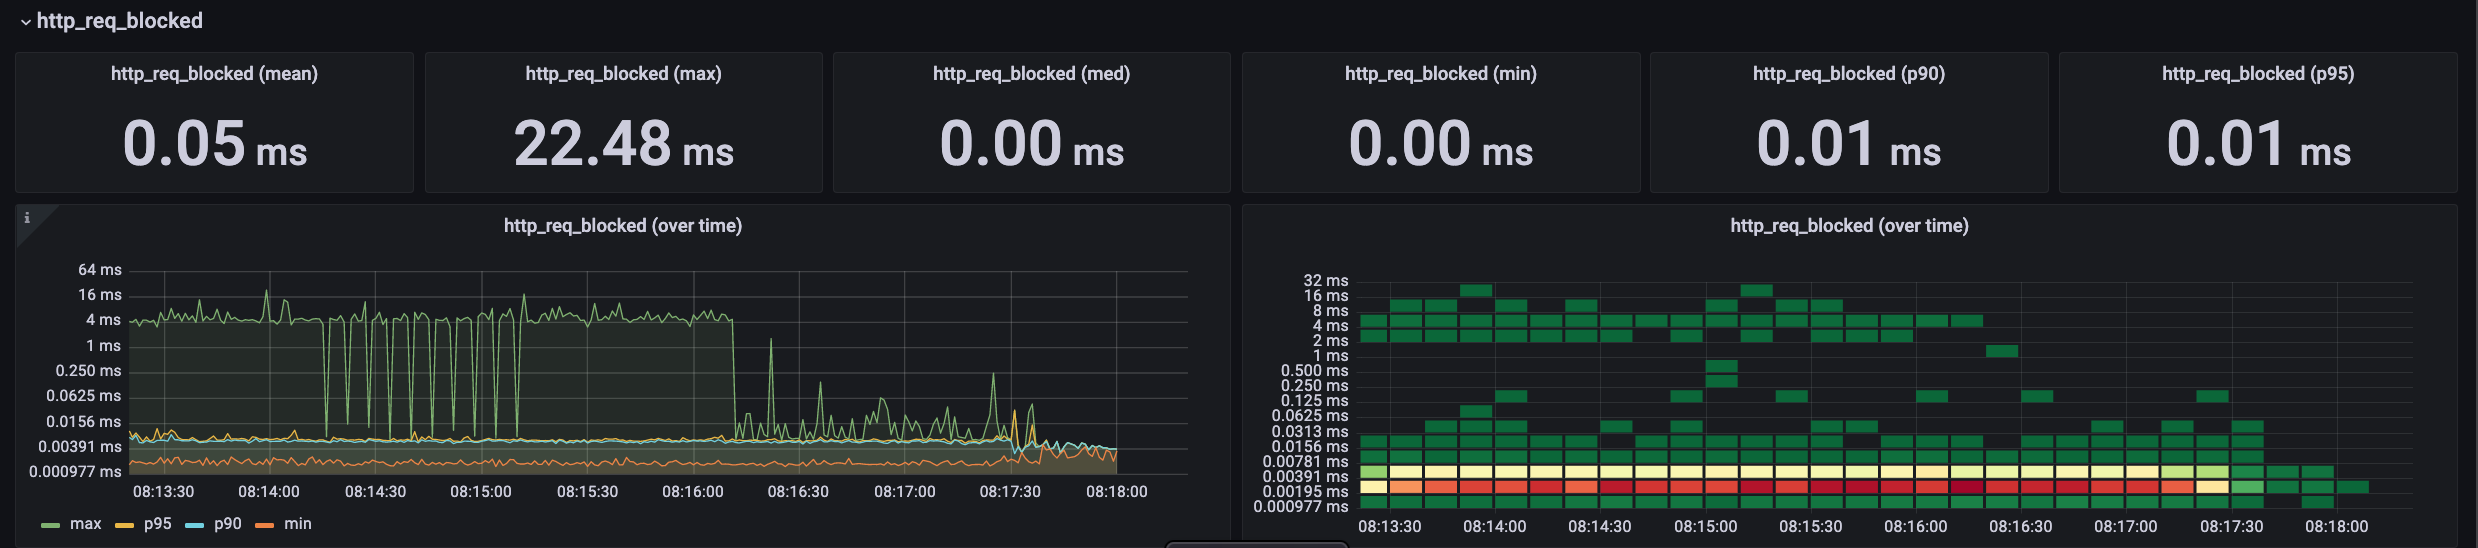 http_req_blocked
http_req_blocked (mean)
0.05 ms
http_req_blocked (max)
22.48 ms
http_req_blocked (med)
0.00 ms
http_req_blocked (min)
0.00 ms
http_req_blocked (p90)
0.01 ms
http_req_blocked (p95)
0.01 ms
i
http_req_blocked (over time)
64 ms
16 ms
4 ms
1 ms
0.250 ms
0.0625 ms
0.0156 ms
0.00391 ms
0.000977 ms
08:13:30 08:14:00 08:14:30 08:15:00 08:15:30 08:16:00 08:16:30 08:17:00 08:17:30 08:18:00
max p95 p90 min
http_req_blocked (over time)
32 ms
16 ms
8 ms
4 ms
2 ms
1 ms
0.500 ms
0.250 ms
0.125 ms
0.0625 ms
0.0313 ms
0.0156 ms
0.00781 ms
0.00391 ms
0.00195 ms
0.000977 ms
08:13:30 08:14:00 08:14:30 08:15:00 08:15:30 08:16:00 08:16:30 08:17:00 08:17:30 08:18:00